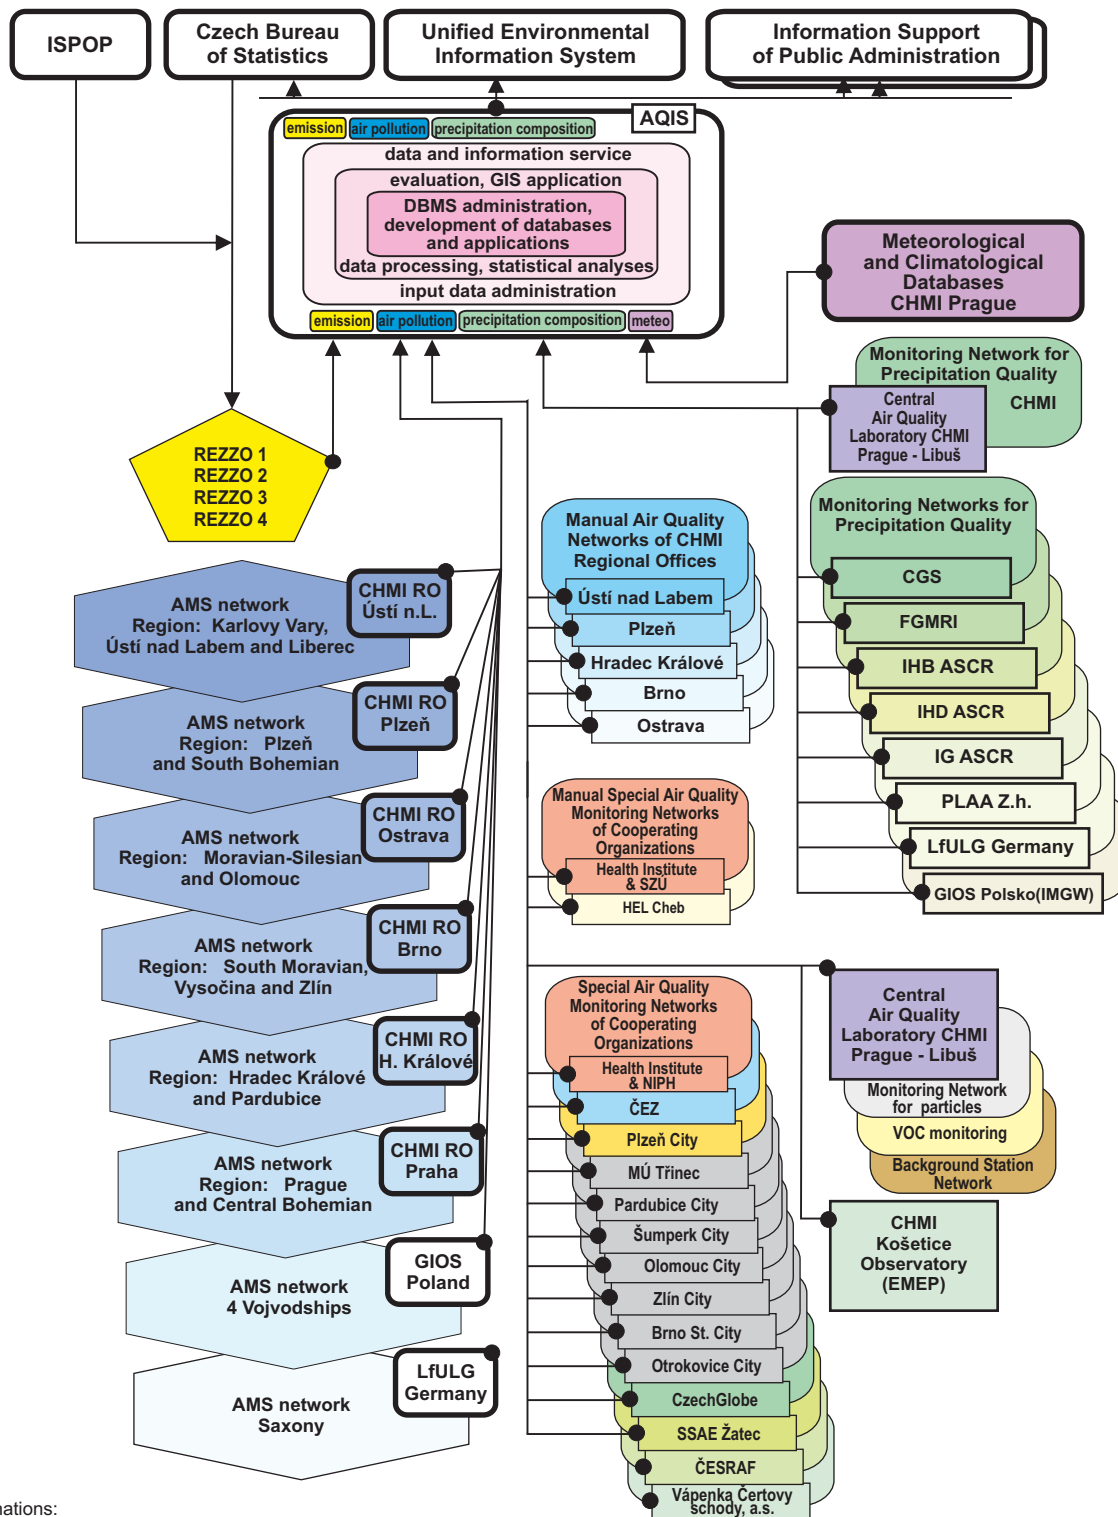 ISPOP
Czech Bureau
of Statistics
Unified Environmental
Information System
Information Support
of Public Administration
AQIS
emission
air pollution
precipitation composition
data and information service
evaluation, GIS application
DBMS administration,
development of databases
and applications
data processing, statistical analyses
input data administration
emission
air pollution
precipitation composition
meteo
Meteorological
and Climatological
Databases
CHMI Prague
Monitoring Network for
Precipitation Quality
CHMI
Central
Air Quality
Laboratory CHMI
Prague - Libuš
REZZO 1
REZZO 2
REZZO 3
REZZO 4
AMS network
Region: Karlovy Vary,
Ústí nad Labem and Liberec
CHMI RO
Ústí n.L.
AMS network
Region: Plzeň
and South Bohemian
CHMI RO
Plzeň
AMS network
Region: Moravian-Silesian
and Olomouc
CHMI RO
Ostrava
AMS network
Region: South Moravian,
Vysočina and Zlín
CHMI RO
Brno
AMS network
Region: Hradec Králové
and Pardubice
CHMI RO
H. Králové
AMS network
Region: Prague
and Central Bohemian
CHMI RO
Praha
AMS network
4 Vojvodships
GIOS
Poland
AMS network
Saxony
LfULG
Germany
Manual Air Quality
Networks of CHMI
Regional Offices
Ústí nad Labem
Plzeň
Hradec Králové
Brno
Ostrava
Manual Special Air Quality
Monitoring Networks
of Cooperating
Organizations
Health Institute
& SZÚ
HEL Cheb
Special Air Quality
Monitoring Networks
of Cooperating
Organizations
Health Institute
& NIPH
ČEZ
Plzeň City
MÚ Třinec
Pardubice City
Šumperk City
Olomouc City
Zlín City
Brno St. City
Otrokovice City
CzechGlobe
SSAE Žatec
ČESRAF
Vápenka Čertovy
schody, a.s.
Monitoring Networks for
Precipitation Quality
CGS
FGMRI
IHB ASCR
IHD ASCR
IG ASCR
PLAA Z.h.
LfULG Germany
GIOS Polsko(IMGW)
Central
Air Quality
Laboratory CHMI
Prague - Libuš
Monitoring Network
for particles
VOC monitoring
Background Station
Network
CHMI
Košetice
Observatory
(EMEP)